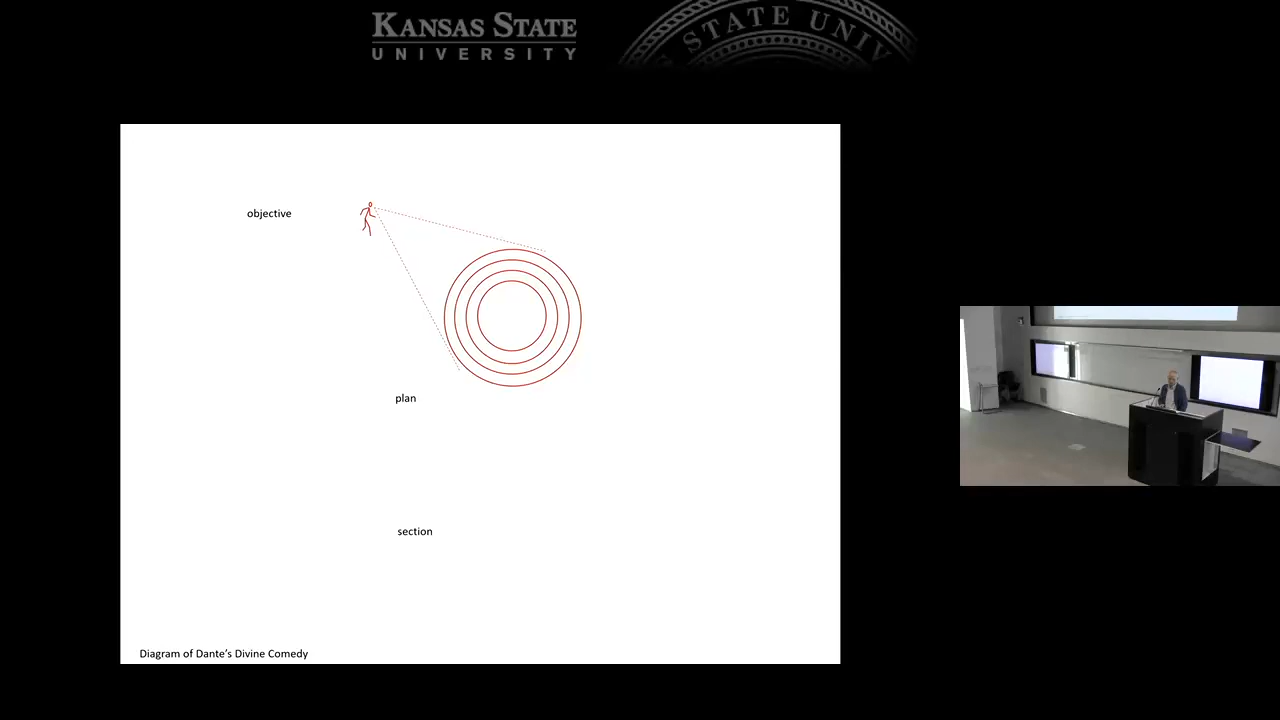 KANSAS STATE
UNIVERSITY
STATE UNIV
objective
plan
section
Diagram of Dante's Divine Comedy